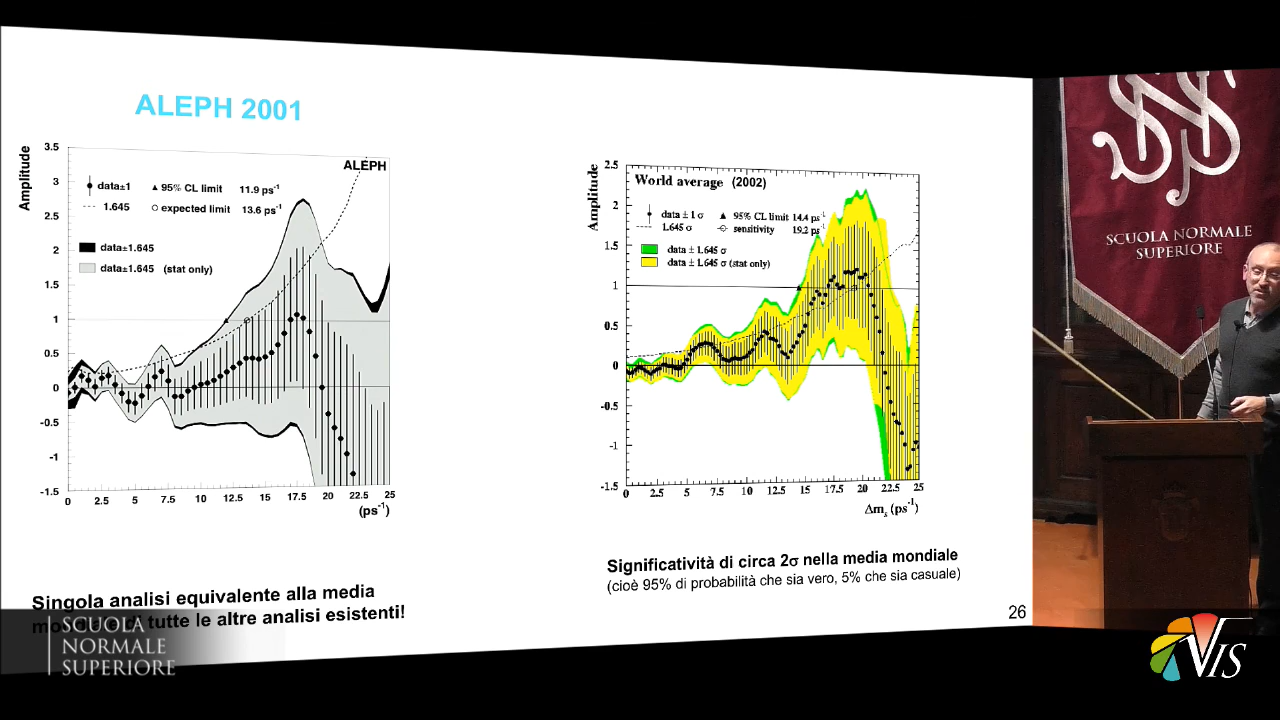 ALEPH 2001
3.5
3
2.5
2
1.5
1
0.5
0
-0.5
-1
-1.5
Amplitude
ALEPH
data±1
95% CL limit 11.9 ps-1
1.645
expected limit 13.6 ps-1
data±1.645
data±1.645 (stat only)
0 2.5 5 7.5 10 12.5 15 17.5 20 22.5 25
(ps-1)
Singola analisi equivalente alla media
di tutte le altre analisi esistenti!
2.5
2
1.5
1
0.5
0
-0.5
-1
-1.5
Amplitude
World average (2002)
data ± 1 σ
95% CL limit 14.4 ps-1
1.645 σ
sensitivity 19.2 ps-1
data ± 1.645 σ
data ± 1.645 σ (stat only)
0 2.5 5 7.5 10 12.5 15 17.5 20 22.5 25
Δms (ps-1)
Significatività di circa 2σ nella media mondiale
(cioè 95% di probabilità che sia vero, 5% che sia casuale)
26
SCUOLA NORMALE
SUPERIORE
SCUOLA
NORMALE
SUPERIORE
VIS